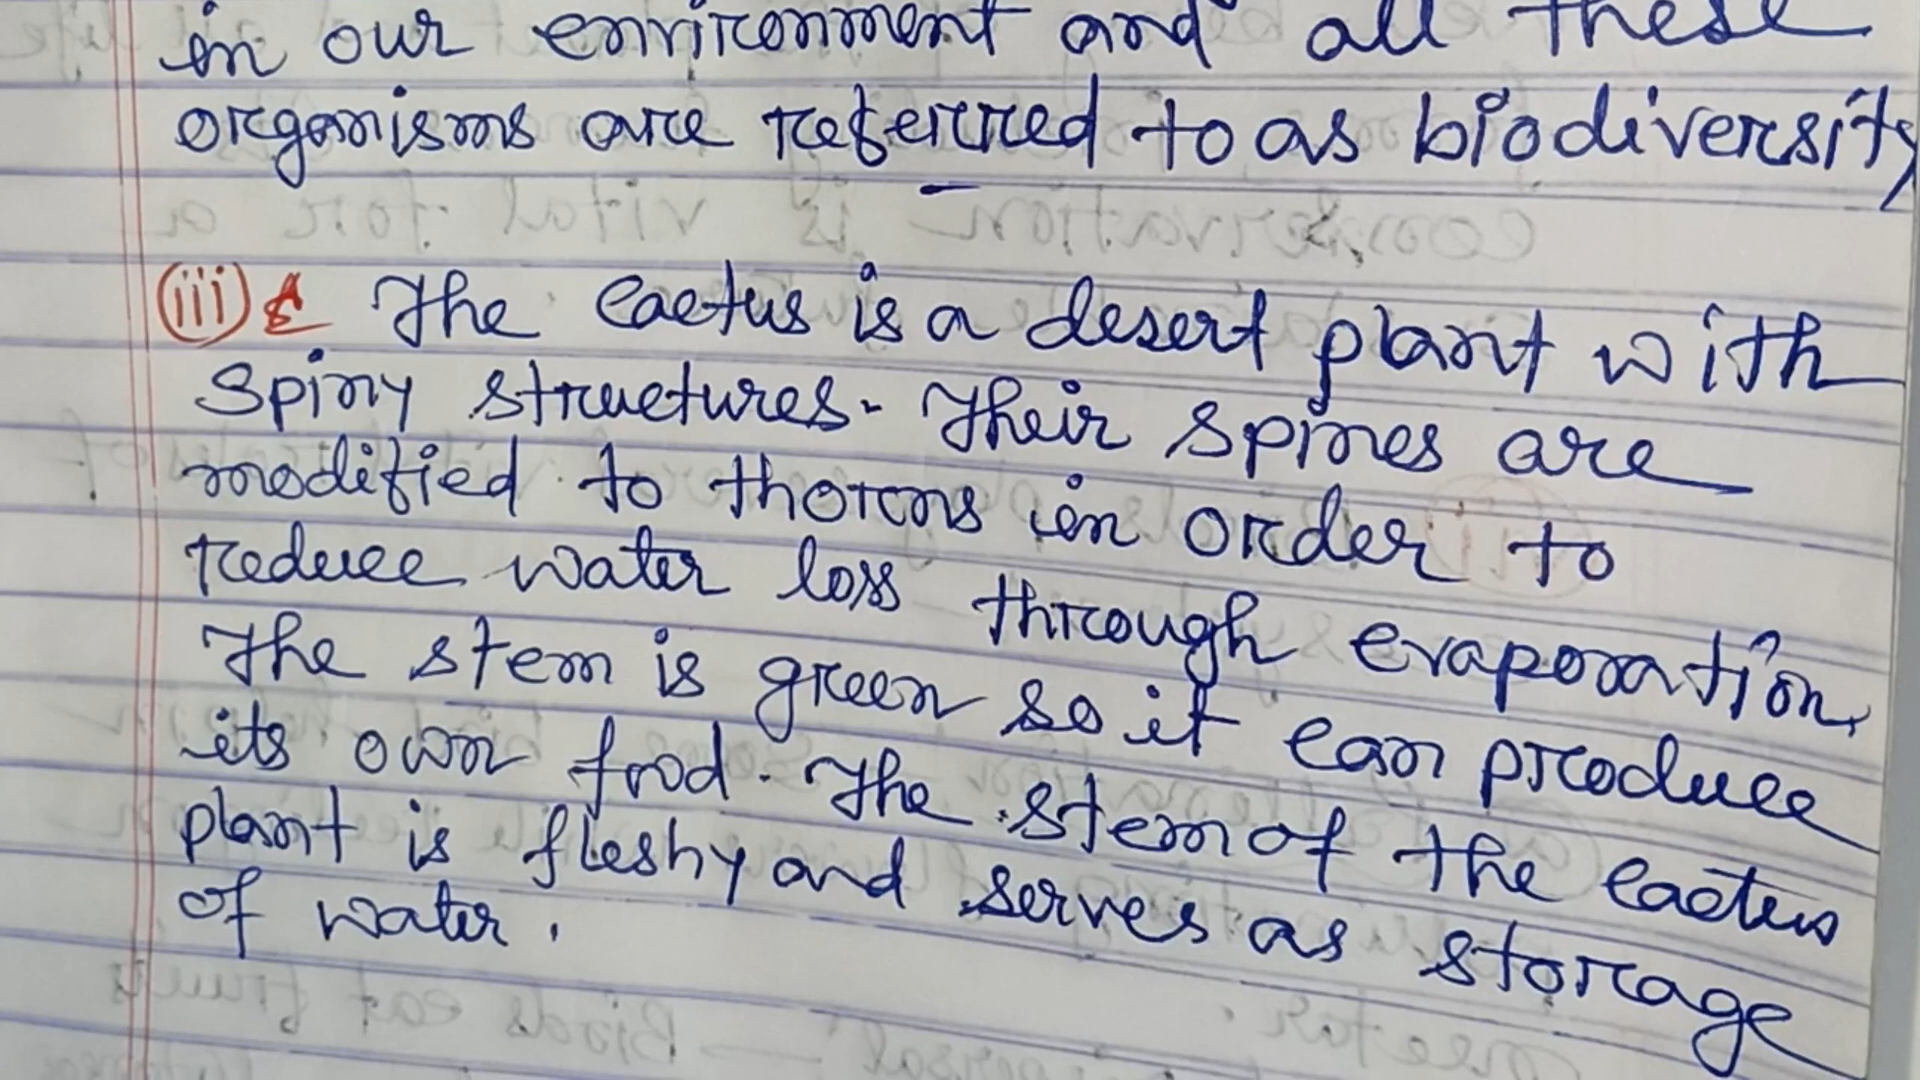 in our environment and all these
organisms are referred to as biodiversity
(iii) The cactus is a desert plant with
spiny structures. Their spines are
modified to thorns in order to
reduce water loss through evaporation.
The stem is green so it can produce
its own food. The stem of the cactus
plant is fleshy and serves as storage
of water.